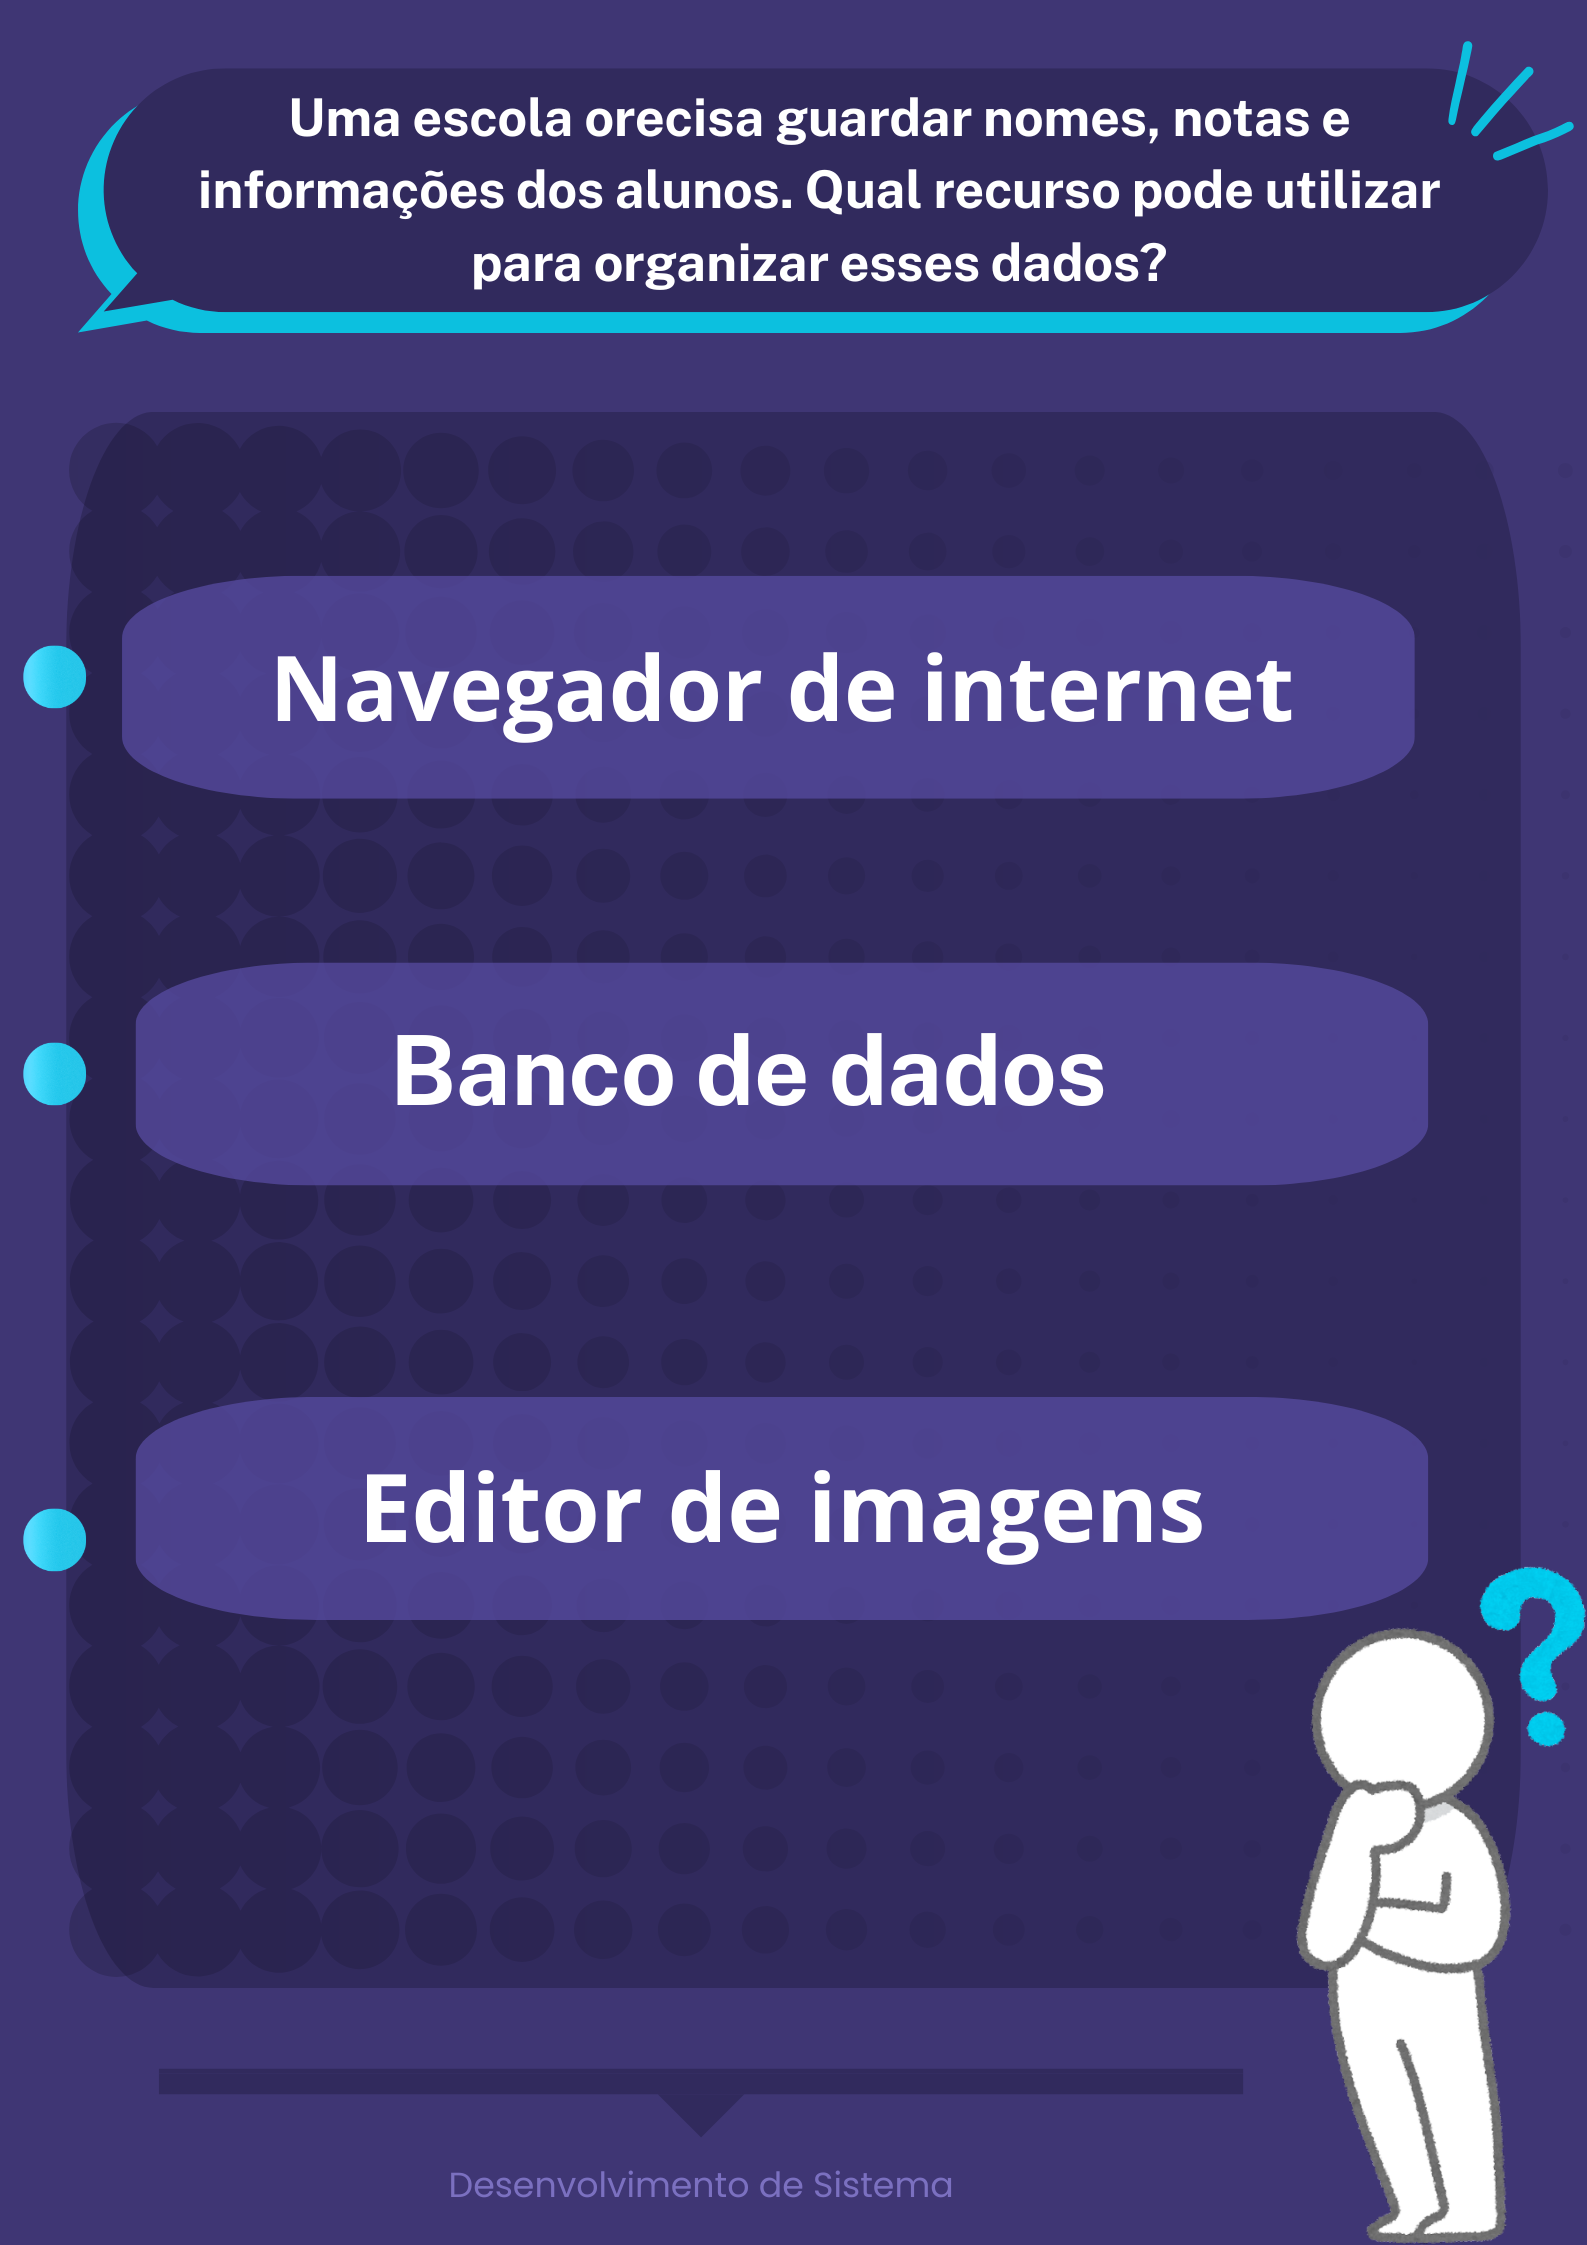 Uma escola orecisa guardar nomes, notas e
informações dos alunos. Qual recurso pode utilizar
para organizar esses dados?
Navegador de internet
Banco de dados
Editor de imagens
?
Desenvolvimento de Sistema